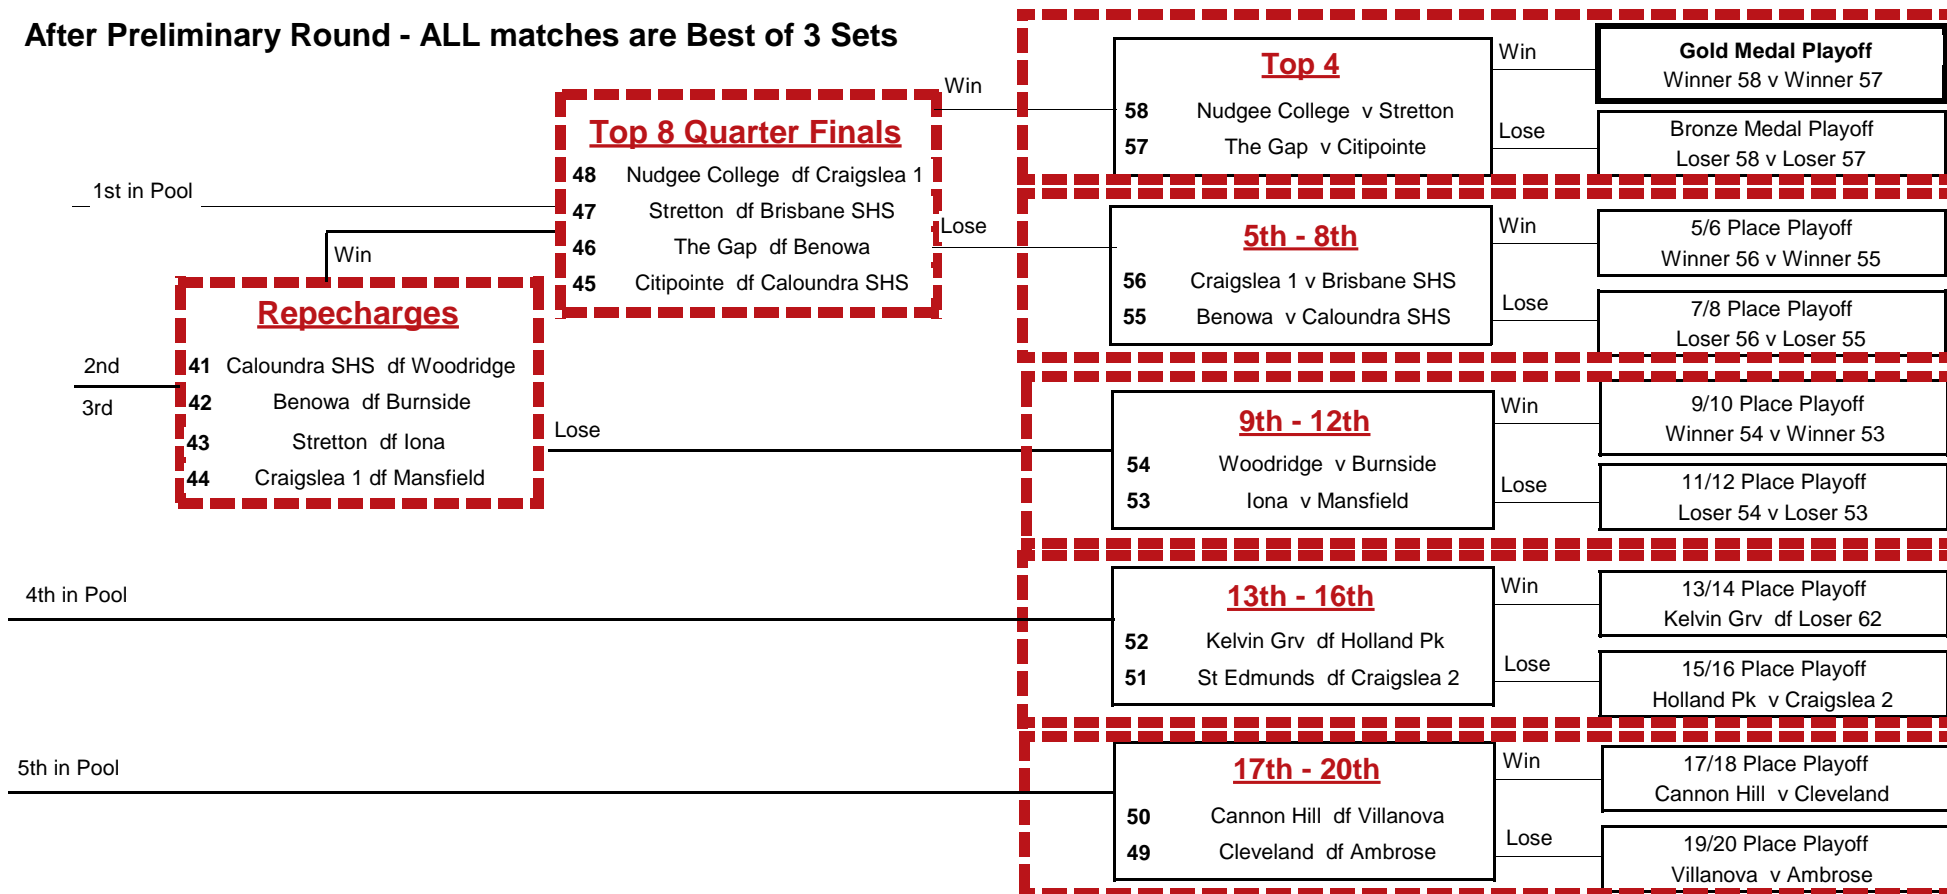 After Preliminary Round - ALL matches are Best of 3 Sets
1st in Pool
2nd
3rd
Win
Repecharges
41 Caloundra SHS df Woodridge
42 Benowa df Burnside
43 Stretton df Iona
44 Craigslea 1 df Mansfield
Lose
Top 8 Quarter Finals
48 Nudgee College df Craigslea 1
47 Stretton df Brisbane SHS
46 The Gap df Benowa
45 Citipointe df Caloundra SHS
Win
Lose
Top 4
58 Nudgee College v Stretton
57 The Gap v Citipointe
Win
Gold Medal Playoff
Winner 58 v Winner 57
Lose
Bronze Medal Playoff
Loser 58 v Loser 57
5th - 8th
56 Craigslea 1 v Brisbane SHS
55 Benowa v Caloundra SHS
Win
5/6 Place Playoff
Winner 56 v Winner 55
Lose
7/8 Place Playoff
Loser 56 v Loser 55
9th - 12th
54 Woodridge v Burnside
53 Iona v Mansfield
Win
9/10 Place Playoff
Winner 54 v Winner 53
Lose
11/12 Place Playoff
Loser 54 v Loser 53
4th in Pool
13th - 16th
52 Kelvin Grv df Holland Pk
51 St Edmunds df Craigslea 2
Win
13/14 Place Playoff
Kelvin Grv df Loser 62
Lose
15/16 Place Playoff
Holland Pk v Craigslea 2
5th in Pool
17th - 20th
50 Cannon Hill df Villanova
49 Cleveland df Ambrose
Win
17/18 Place Playoff
Cannon Hill v Cleveland
Lose
19/20 Place Playoff
Villanova v Ambrose